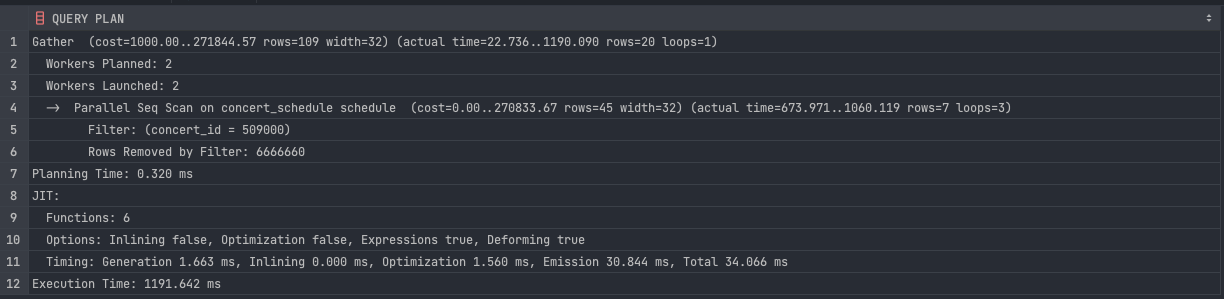 QUERY PLAN
1 Gather  (cost=1000.00..271844.57 rows=109 width=32) (actual time=22.736..1190.090 rows=20 loops=1)
2   Workers Planned: 2
3   Workers Launched: 2
4   ->  Parallel Seq Scan on concert_schedule schedule  (cost=0.00..270833.67 rows=45 width=32) (actual time=673.971..1060.119 rows=7 loops=3)
5         Filter: (concert_id = 509000)
6         Rows Removed by Filter: 6666660
7 Planning Time: 0.320 ms
8 JIT:
9   Functions: 6
10   Options: Inlining false, Optimization false, Expressions true, Deforming true
11   Timing: Generation 1.663 ms, Inlining 0.000 ms, Optimization 1.560 ms, Emission 30.844 ms, Total 34.066 ms
12 Execution Time: 1191.642 ms